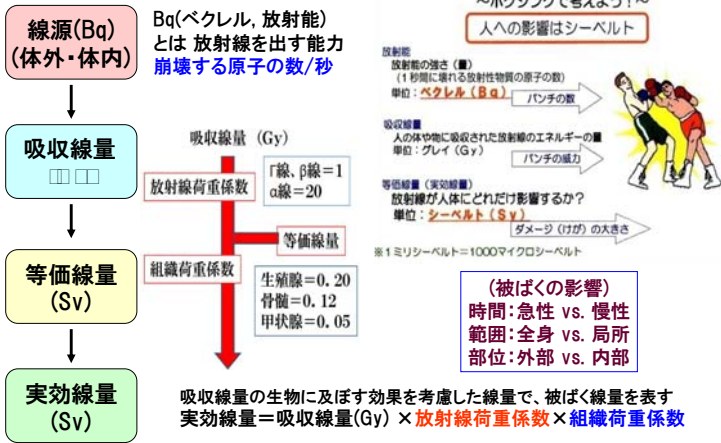 線源(Bq)
(体外・体内)
Bq(ベクレル, 放射能)
とは 放射線を出す能力
崩壊する原子の数/秒
吸収線量
等価線量
(Sv)
実効線量
(Sv)
吸収線量 (Gy)
放射線荷重係数
Γ線、β線=1
α線=20
等価線量
組織荷重係数
生殖腺=0.20
骨髄=0.12
甲状腺=0.05
～ボクシングで考えよう！～
人への影響はシーベルト
放射能
放射能の強さ(量)
(1秒間に壊れる放射性物質の原子の数)
単位：ベクレル(Bq)
パンチの数
吸収線量
人の体や物に吸収された放射線のエネルギーの量
単位：グレイ(Gy)
パンチの威力
等価線量(実効線量)
放射線が人体にどれだけ影響するか？
単位：シーベルト(Sv)
ダメージ(けが)の大きさ
※1ミリシーベルト=1000マイクロシーベルト
(被ばくの影響)
時間：急性 vs. 慢性
範囲：全身 vs. 局所
部位：外部 vs. 内部
吸収線量の生物に及ぼす効果を考慮した線量で、被ばく線量を表す
実効線量＝吸収線量(Gy) ×放射線荷重係数×組織荷重係数